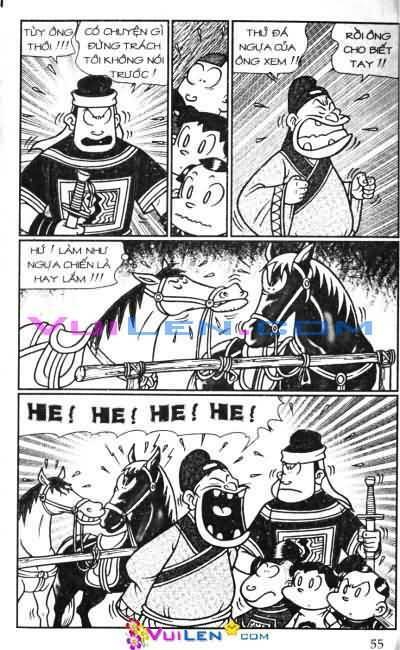 TÙY ÔNG
THÔI !!!
CÓ CHUYỆN GÌ
ĐỪNG TRÁCH
TÔI KHÔNG NÓI
TRƯỚC !
THỬ ĐÁ
NGỰA CỦA
ÔNG XEM !!
RỒI ÔNG
CHO BIẾT
TAY !!
HỨ ! LÀM NHƯ
NGỰA CHIẾN LÀ
HAY LẮM !!!
VUILEN.COM
HE! HE! HE! HE!
55
VUILEN.COM